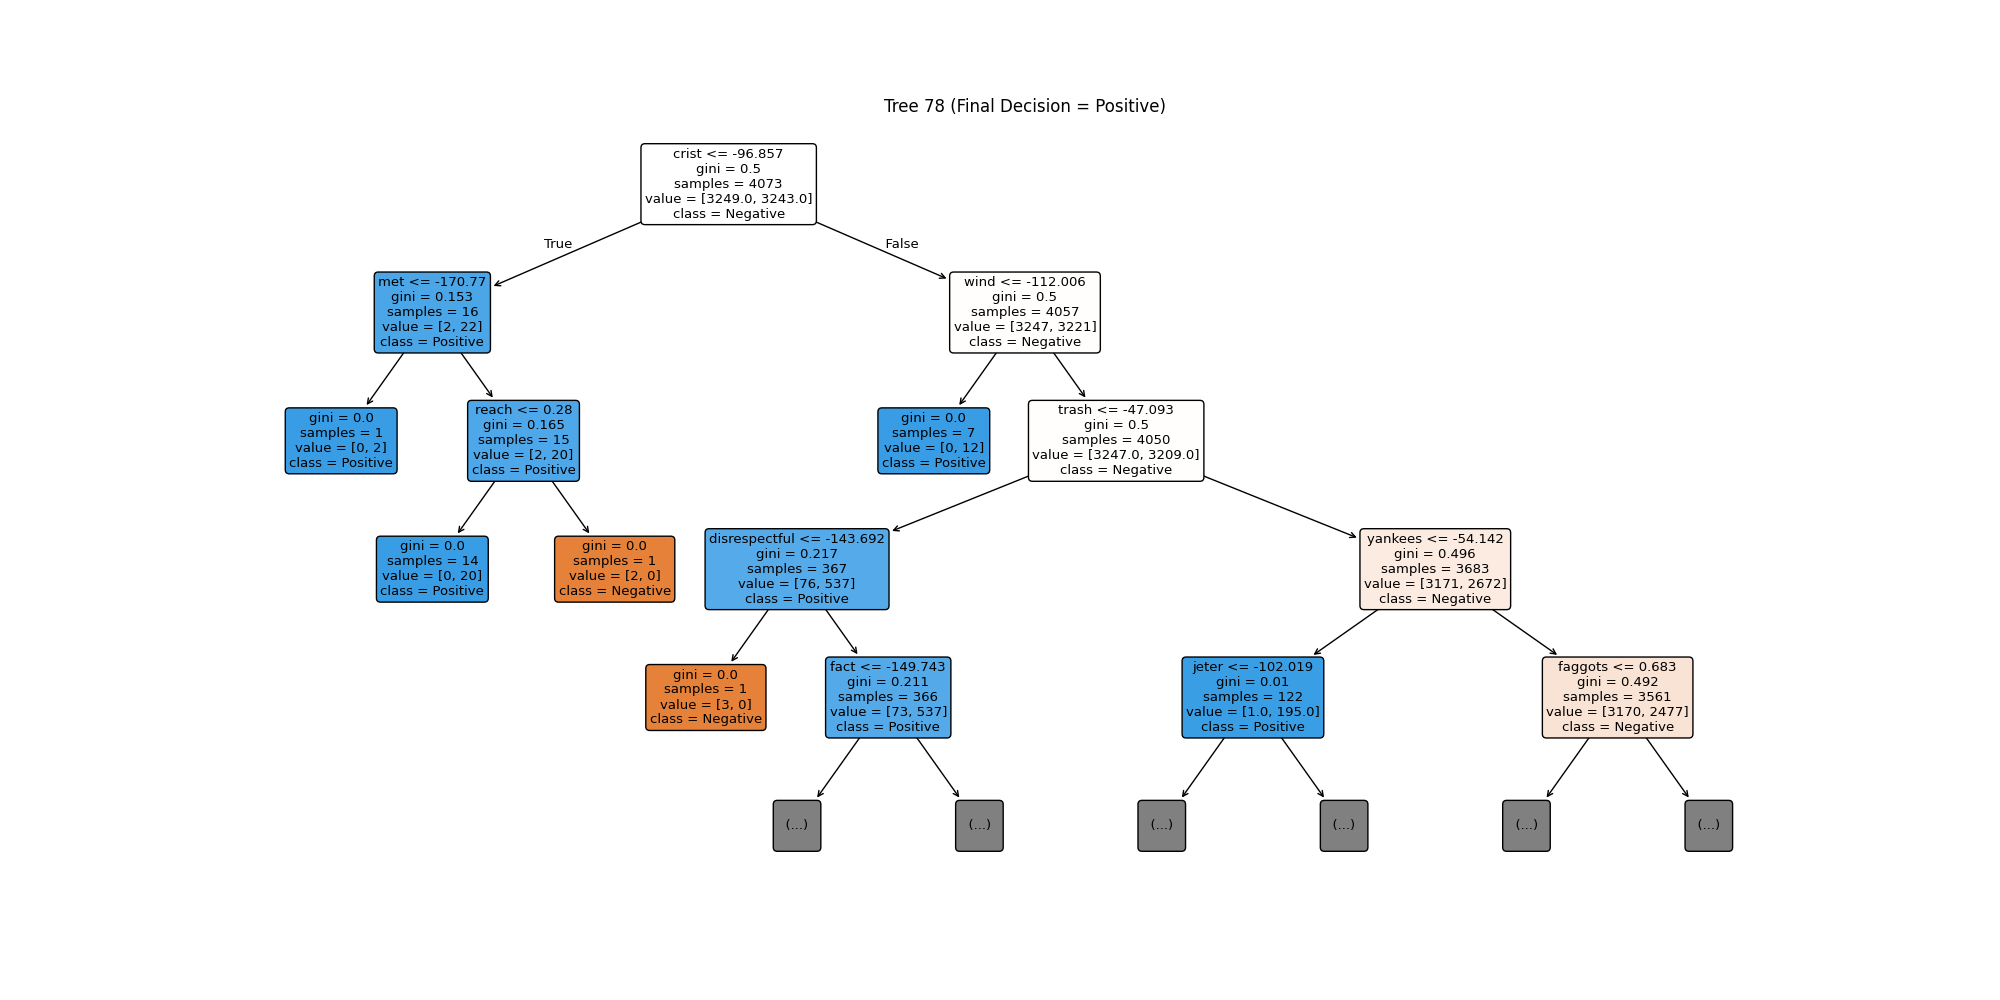 Tree 78 (Final Decision = Positive)
crist <= -96.857
gini = 0.5
samples = 4073
value = [3249.0, 3243.0]
class = Negative
True
False
met <= -170.77
gini = 0.153
samples = 16
value = [2, 22]
class = Positive
wind <= -112.006
gini = 0.5
samples = 4057
value = [3247, 3221]
class = Negative
gini = 0.0
samples = 1
value = [0, 2]
class = Positive
reach <= 0.28
gini = 0.165
samples = 15
value = [2, 20]
class = Positive
gini = 0.0
samples = 7
value = [0, 12]
class = Positive
trash <= -47.093
gini = 0.5
samples = 4050
value = [3247.0, 3209.0]
class = Negative
gini = 0.0
samples = 14
value = [0, 20]
class = Positive
gini = 0.0
samples = 1
value = [2, 0]
class = Negative
disrespectful <= -143.692
gini = 0.217
samples = 367
value = [76, 537]
class = Positive
yankees <= -54.142
gini = 0.496
samples = 3683
value = [3171, 2672]
class = Negative
gini = 0.0
samples = 1
value = [3, 0]
class = Negative
fact <= -149.743
gini = 0.211
samples = 366
value = [73, 537]
class = Positive
jeter <= -102.019
gini = 0.01
samples = 122
value = [1.0, 195.0]
class = Positive
faggots <= 0.683
gini = 0.492
samples = 3561
value = [3170, 2477]
class = Negative
(...)
(...)
(...)
(...)
(...)
(...)